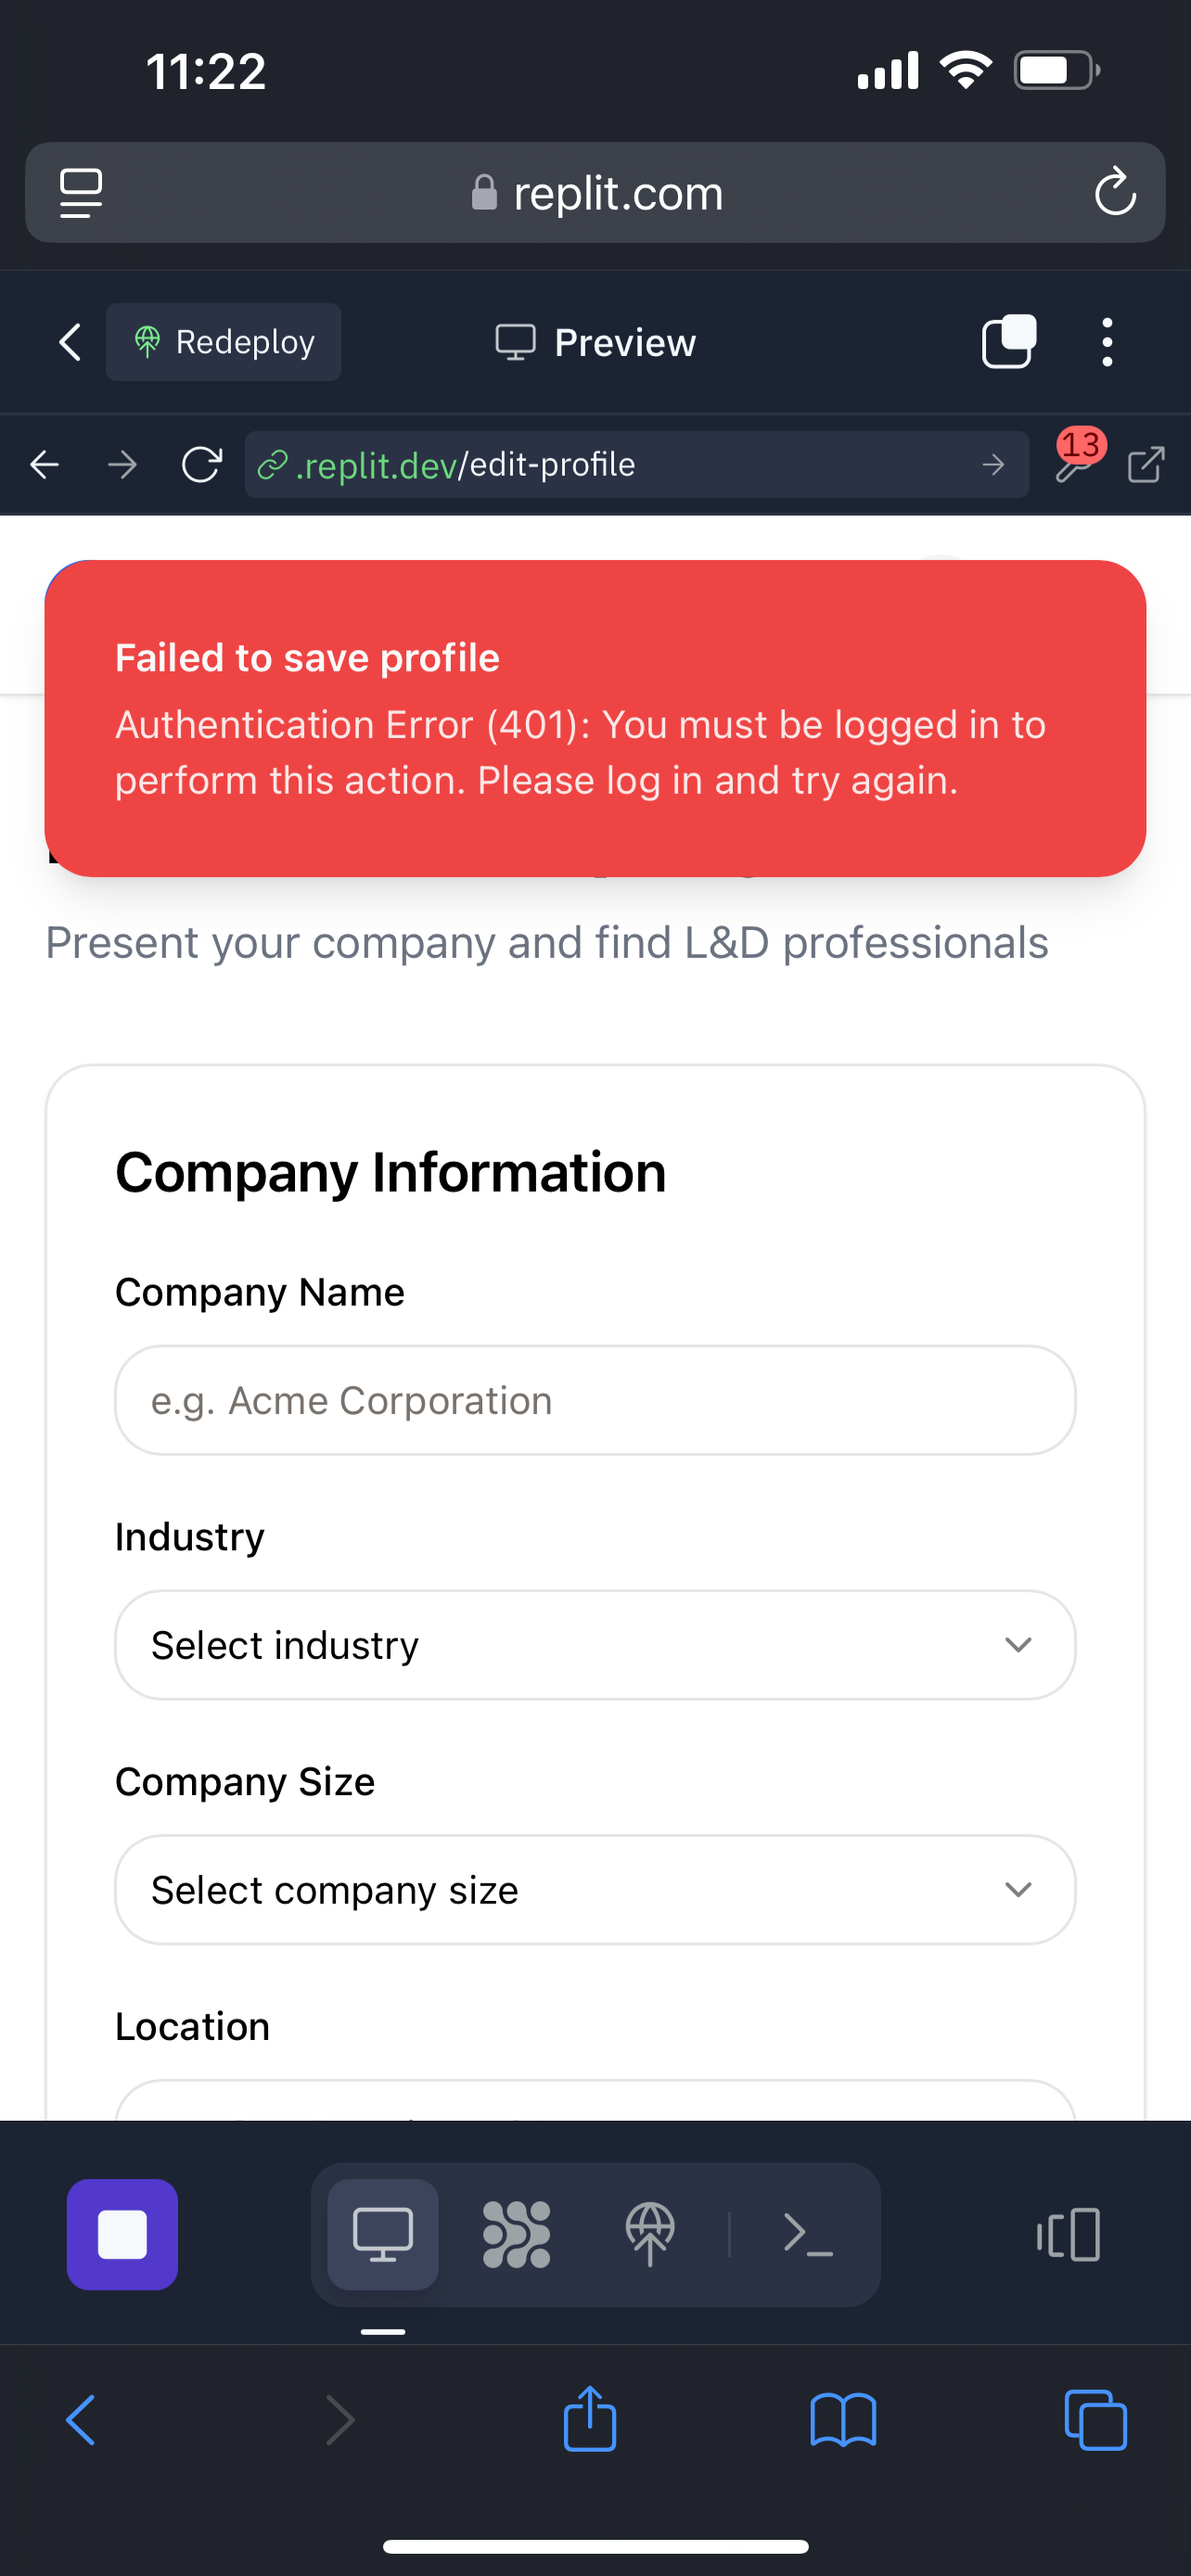 11:22
replit.com
Redeploy
Preview
.replit.dev/edit-profile
13
Failed to save profile
Authentication Error (401): You must be logged in to
perform this action. Please log in and try again.
Present your company and find L&D professionals
Company Information
Company Name
e.g. Acme Corporation
Industry
Select industry
Company Size
Select company size
Location